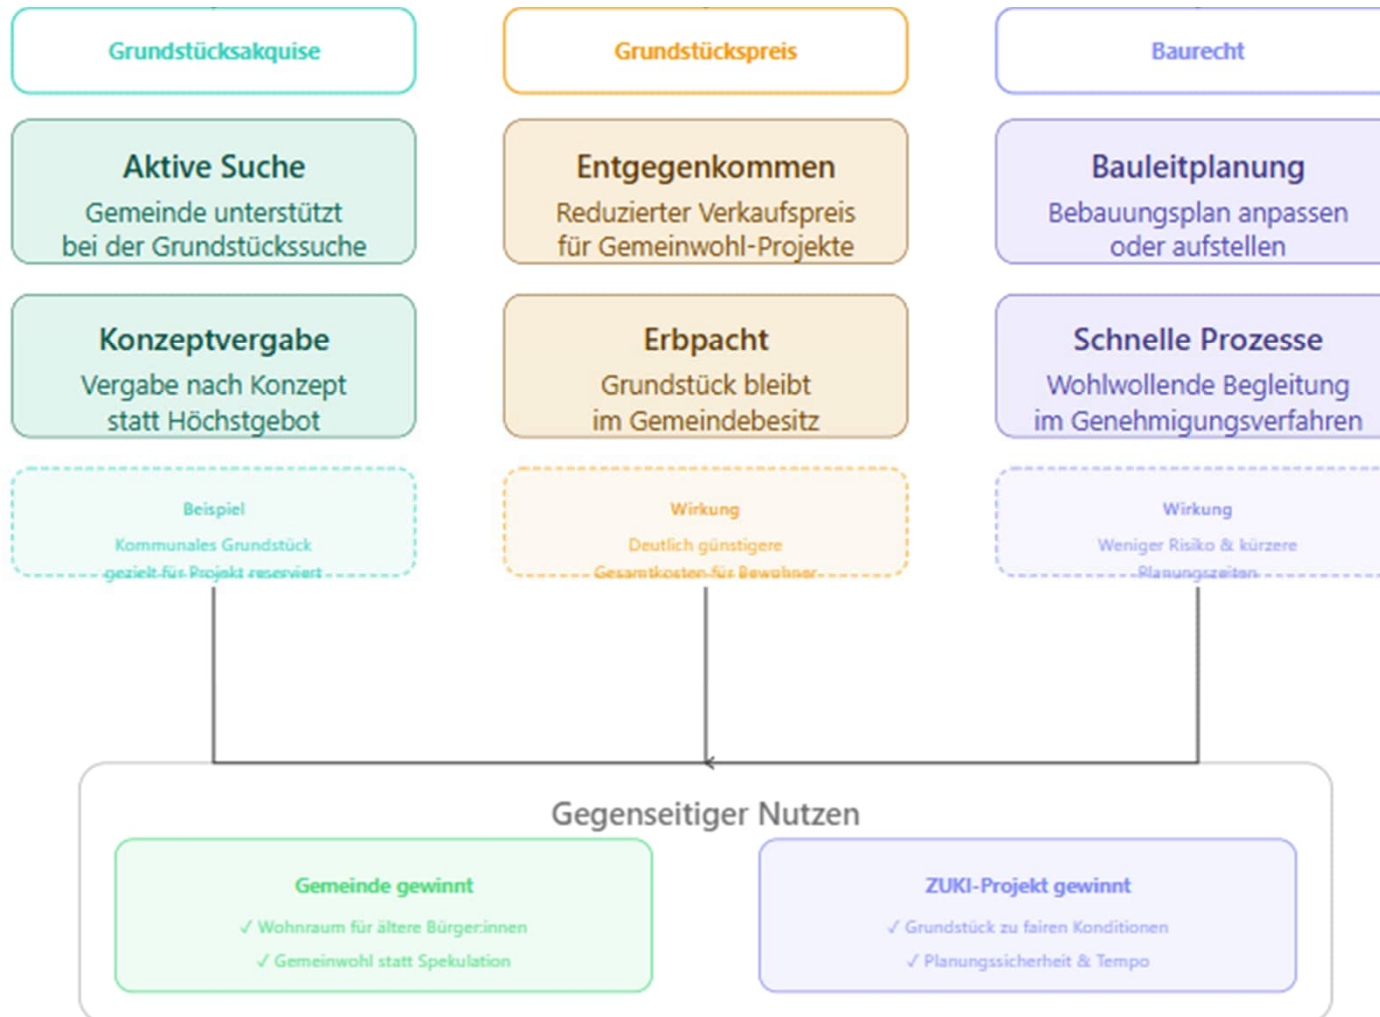 Grundstücksakquise
Grundstückspreis
Baurecht
Aktive Suche
Gemeinde unterstützt
bei der Grundstückssuche
Entgegenkommen
Reduzierter Verkaufspreis
für Gemeinwohl-Projekte
Bauleitplanung
Bebauungsplan anpassen
oder aufstellen
Konzeptvergabe
Vergabe nach Konzept
statt Höchstgebot
Erbpacht
Grundstück bleibt
im Gemeindebesitz
Schnelle Prozesse
Wohlwollende Begleitung
im Genehmigungsverfahren
Beispiel
Kommunales Grundstück
gezielt für Projekt reserviert
Wirkung
Deutlich günstigere
Gesamtkosten für Bewohner
Wirkung
Weniger Risiko & kürzere
Planungszeiten
Gegenseitiger Nutzen
Gemeinde gewinnt
✓ Wohnraum für ältere Bürger:innen
✓ Gemeinwohl statt Spekulation
ZUKI-Projekt gewinnt
✓ Grundstück zu fairen Konditionen
✓ Planungssicherheit & Tempo